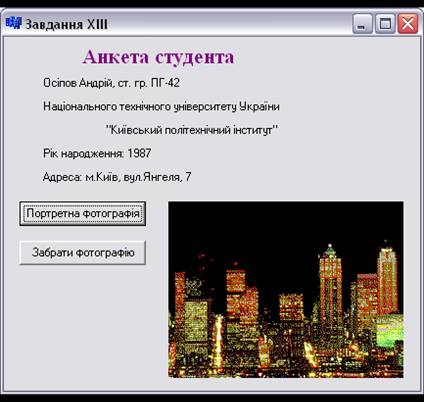 Завдання XIII
Анкета студента
Осіпов Андрій, ст. гр. ПГ-42
Національного технічного університету України
"Київський політехнічний інститут"
Рік народження: 1987
Адреса: м.Київ, вул.Янгеля, 7
Портретна фотографія
Забрати фотографію